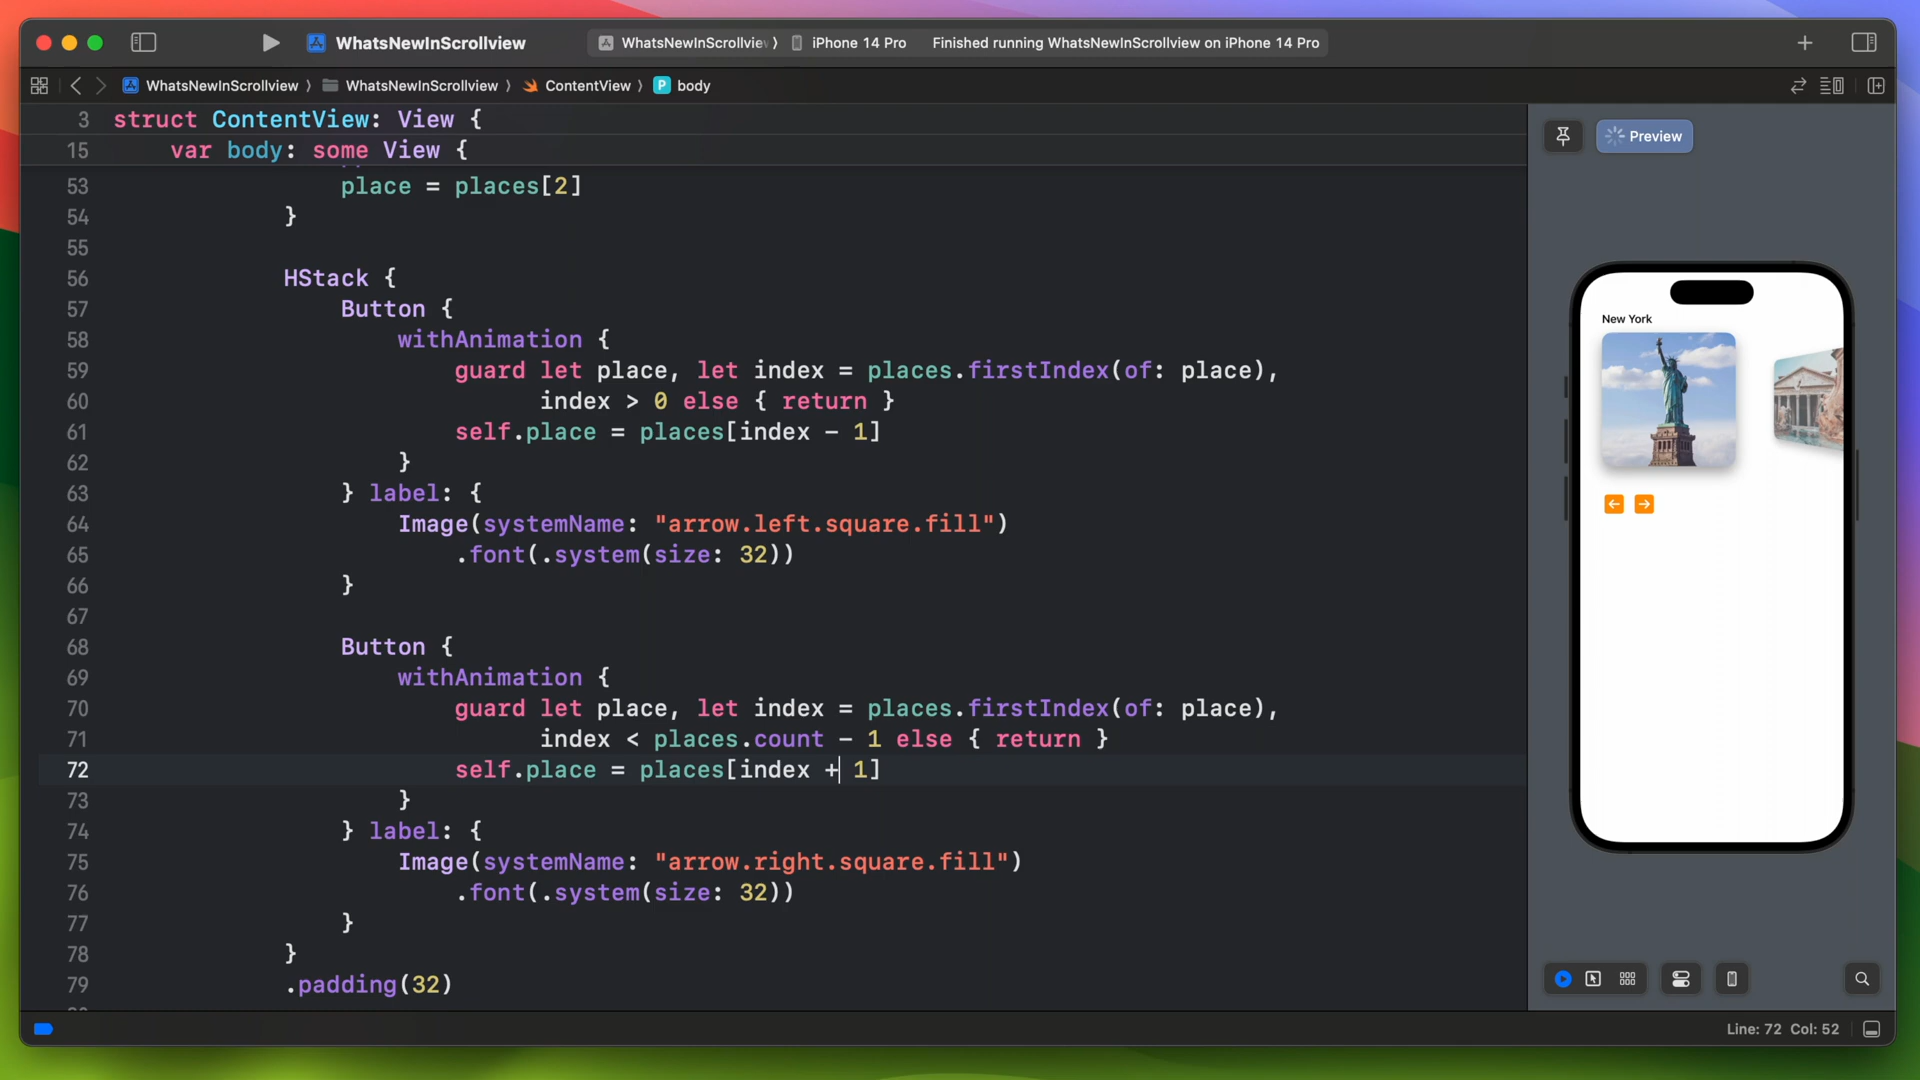 WhatsNewInScrollview
WhatsNewInScrollvie 〉 iPhone 14 Pro
Finished running WhatsNewInScrollview on iPhone 14 Pro
WhatsNewInScrollview 〉 WhatsNewInScrollview 〉 ContentView 〉 P body
3 struct ContentView: View {
15 var body: some View {
53 place = places[2]
54 }
55
56 HStack {
57 Button {
58 withAnimation {
59 guard let place, let index = places.firstIndex(of: place),
60 index > 0 else { return }
61 self.place = places[index - 1]
62 }
63 } label: {
64 Image(systemName: "arrow.left.square.fill")
65 .font(.system(size: 32))
66 }
67
68 Button {
69 withAnimation {
70 guard let place, let index = places.firstIndex(of: place),
71 index < places.count - 1 else { return }
72 self.place = places[index + 1]
73 }
74 } label: {
75 Image(systemName: "arrow.right.square.fill")
76 .font(.system(size: 32))
77 }
78 }
79 .padding(32)
Preview
New York
Line: 72 Col: 52